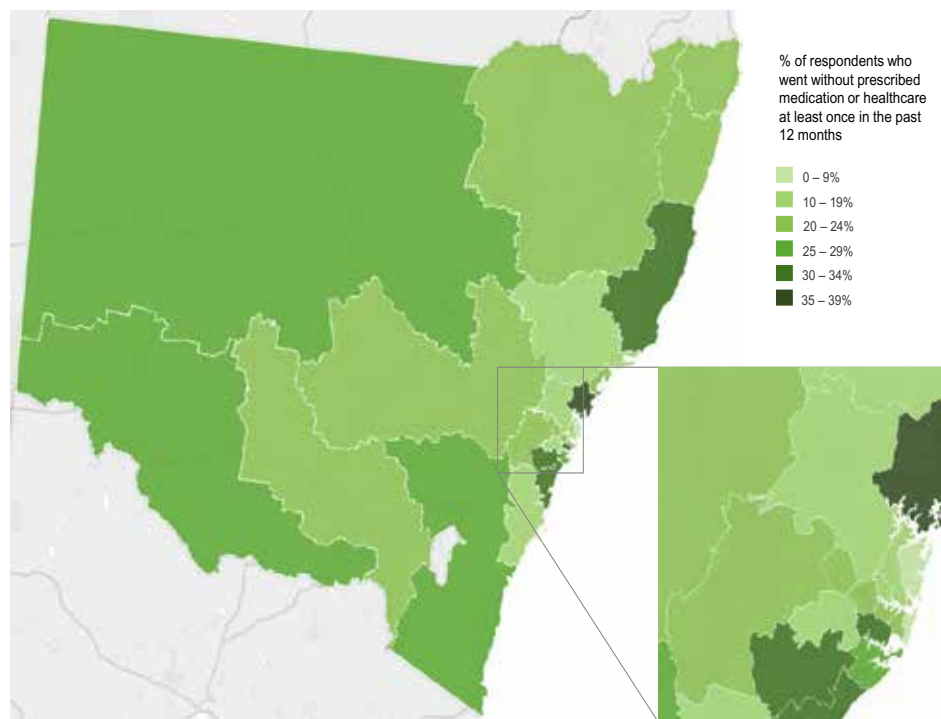 % of respondents who
went without prescribed
medication or healthcare
at least once in the past
12 months
0 – 9%
10 – 19%
20 – 24%
25 – 29%
30 – 34%
35 – 39%